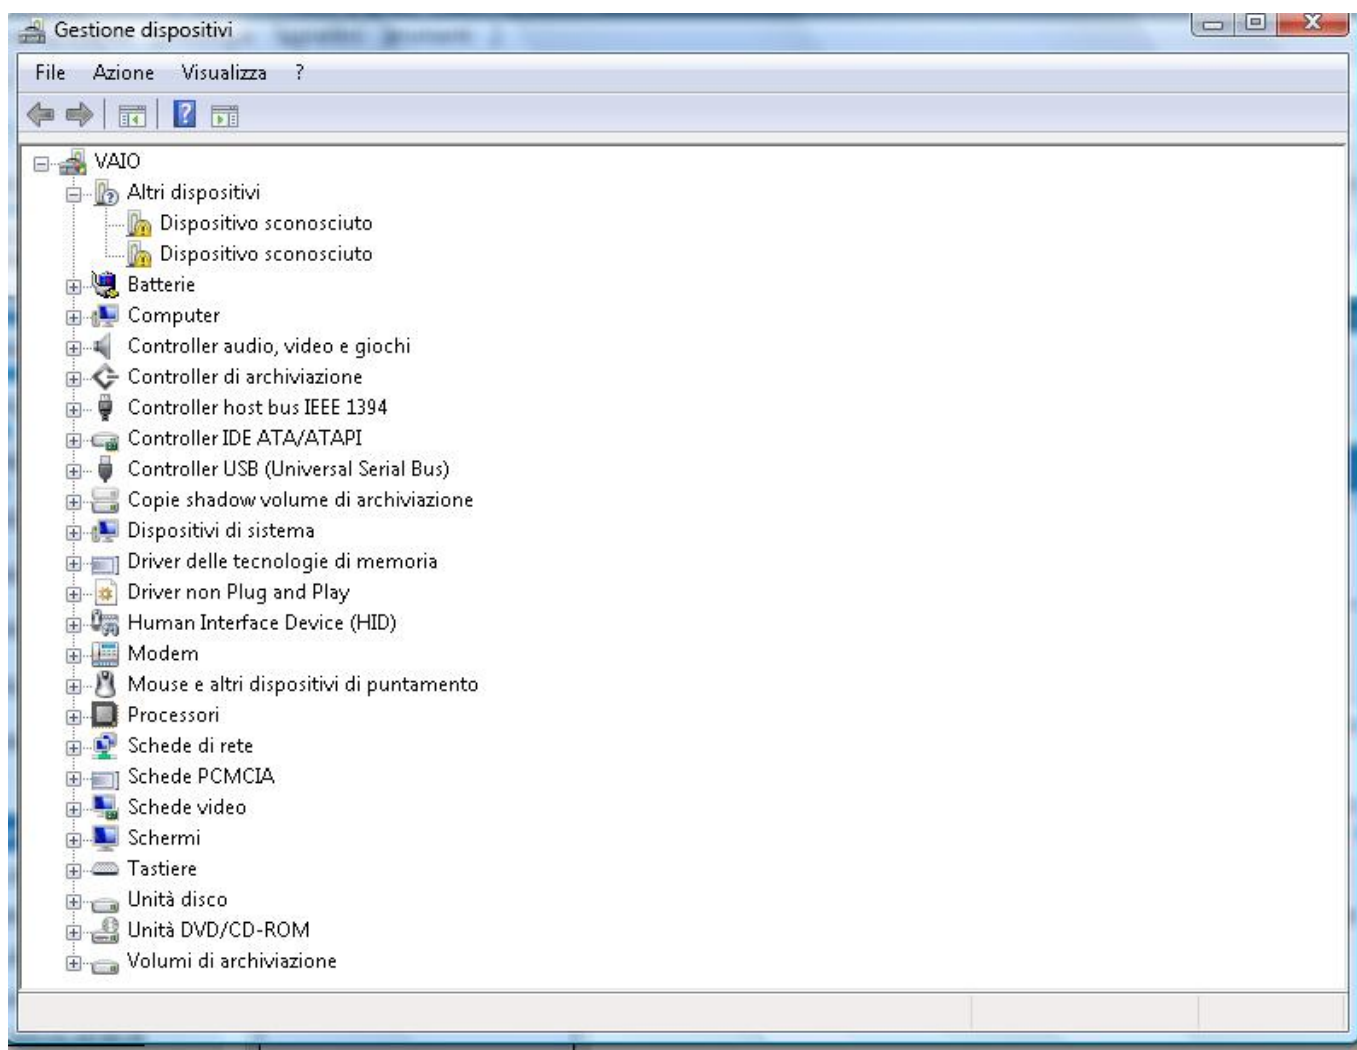 Gestione dispositivi
File Azione Visualizza ?
VAIO
Altri dispositivi
Dispositivo sconosciuto
Dispositivo sconosciuto
Batterie
Computer
Controller audio, video e giochi
Controller di archiviazione
Controller host bus IEEE 1394
Controller IDE ATA/ATAPI
Controller USB (Universal Serial Bus)
Copie shadow volume di archiviazione
Dispositivi di sistema
Driver delle tecnologie di memoria
Driver non Plug and Play
Human Interface Device (HID)
Modem
Mouse e altri dispositivi di puntamento
Processori
Schede di rete
Schede PCMCIA
Schede video
Schermi
Tastiere
Unità disco
Unità DVD/CD-ROM
Volumi di archiviazione